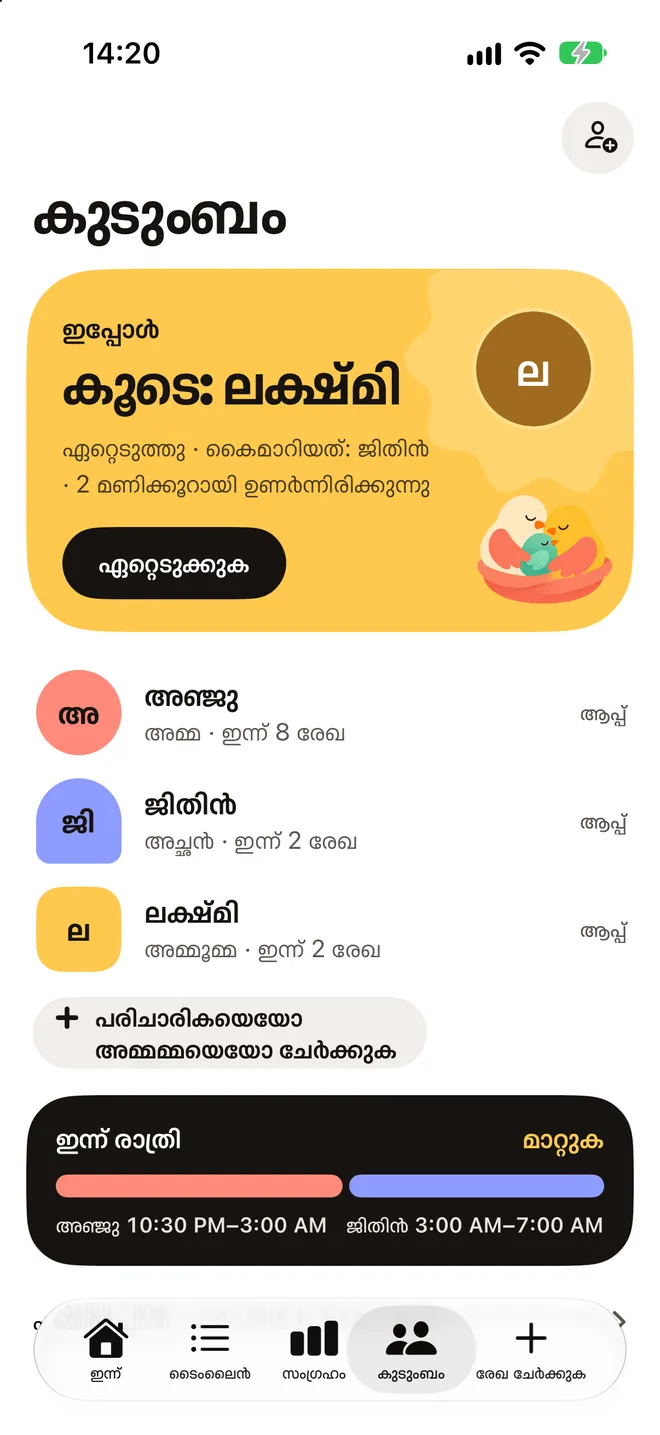 14:20
കുടുംബം
ഇപ്പോൾ
കൂടെ: ലക്ഷ്മി
ല
ഏറ്റെടുത്തു · കൈമാറിയത്: ജിതിൻ
· 2 മണിക്കൂറായി ഉണർന്നിരിക്കുന്നു
ഏറ്റെടുക്കുക
അ
അഞ്ജു
അമ്മ · ഇന്ന് 8 രേഖ
ആപ്പ്
ജി
ജിതിൻ
അച്ഛൻ · ഇന്ന് 2 രേഖ
ആപ്പ്
ല
ലക്ഷ്മി
അമ്മൂമ്മ · ഇന്ന് 2 രേഖ
ആപ്പ്
പരിചാരികയെയോ
അമ്മമ്മയെയോ ചേർക്കുക
ഇന്ന് രാത്രി
മാറ്റുക
അഞ്ജു 10:30 PM–3:00 AM
ജിതിൻ 3:00 AM–7:00 AM
ഇന്ന്
ടൈംലൈൻ
സംഗ്രഹം
കുടുംബം
രേഖ ചേർക്കുക